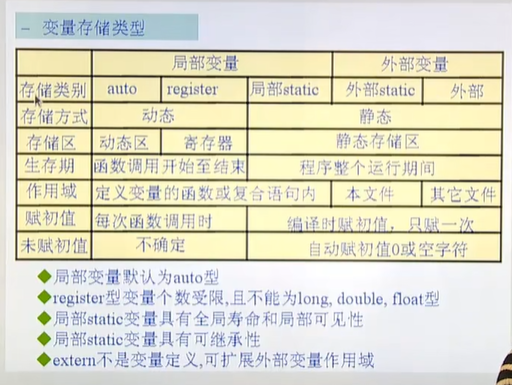 – 变量存储类型
局部变量 外部变量
存储类别 auto register 局部static 外部static 外部
存储方式 动态 静态
存储区 动态区 寄存器 静态存储区
生存期 函数调用开始至结束 程序整个运行期间
作用域 定义变量的函数或复合语句内 本文件 其它文件
赋初值 每次函数调用时 编译时赋初值，只赋一次
未赋初值 不确定 自动赋初值0或空字符
◆局部变量默认为auto型
◆register型变量个数受限,且不能为long, double, float型
◆局部static变量具有全局寿命和局部可见性
◆局部static变量具有可继承性
◆extern不是变量定义,可扩展外部变量作用域